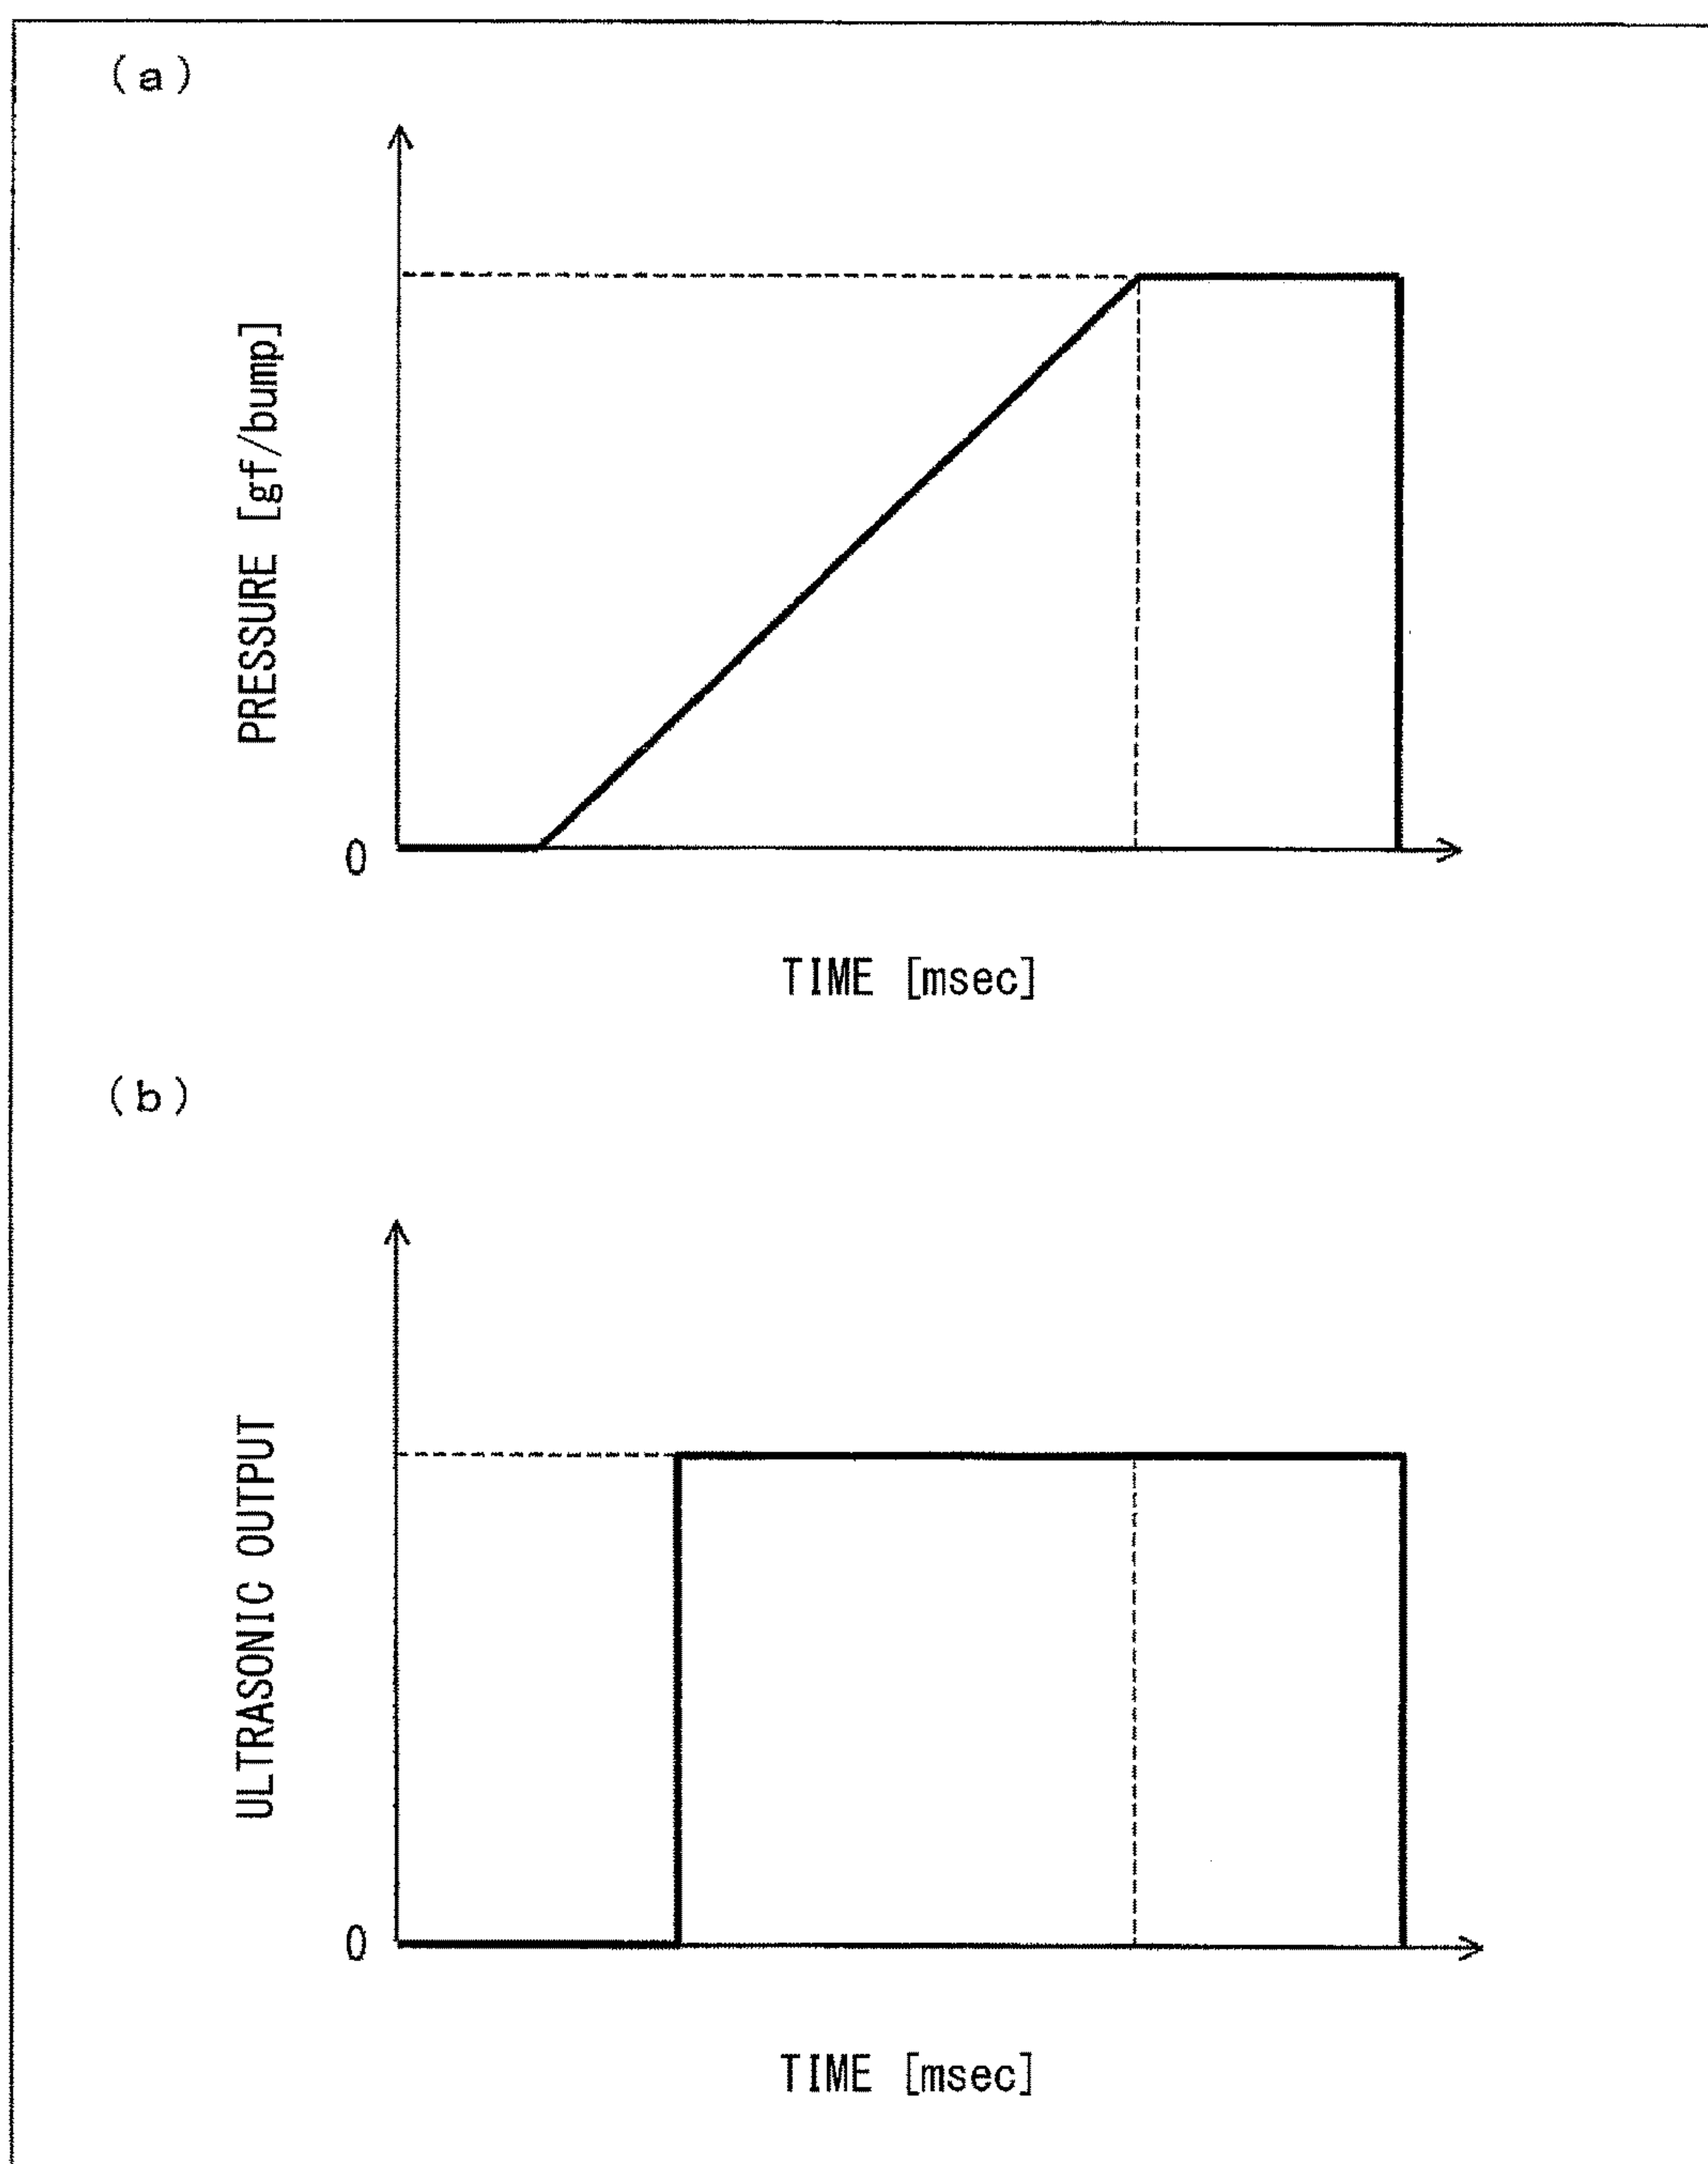 (a)
PRESSURE [gf/bump]
0
TIME [msec]
(b)
ULTRASONIC OUTPUT
0
TIME [msec]